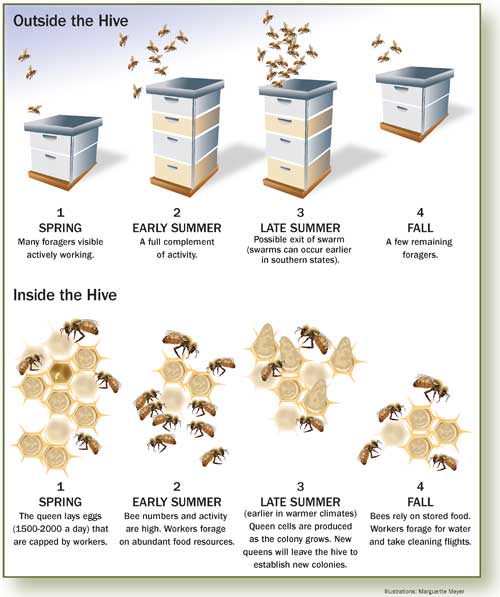 Outside the Hive
1
SPRING
Many foragers visible
actively working.
2
EARLY SUMMER
A full complement
of activity.
3
LATE SUMMER
Possible exit of swarm
(swarms can occur earlier
in southern states).
4
FALL
A few remaining
foragers.
Inside the Hive
1
SPRING
The queen lays eggs
(1500-2000 a day) that
are capped by workers.
2
EARLY SUMMER
Bee numbers and activity
are high. Workers forage
on abundant food resources.
3
LATE SUMMER
(earlier in warmer climates)
Queen cells are produced
as the colony grows. New
queens will leave the hive to
establish new colonies.
4
FALL
Bees rely on stored food.
Workers forage for water
and take cleaning flights.
Illustrations: Marguerite Meyer